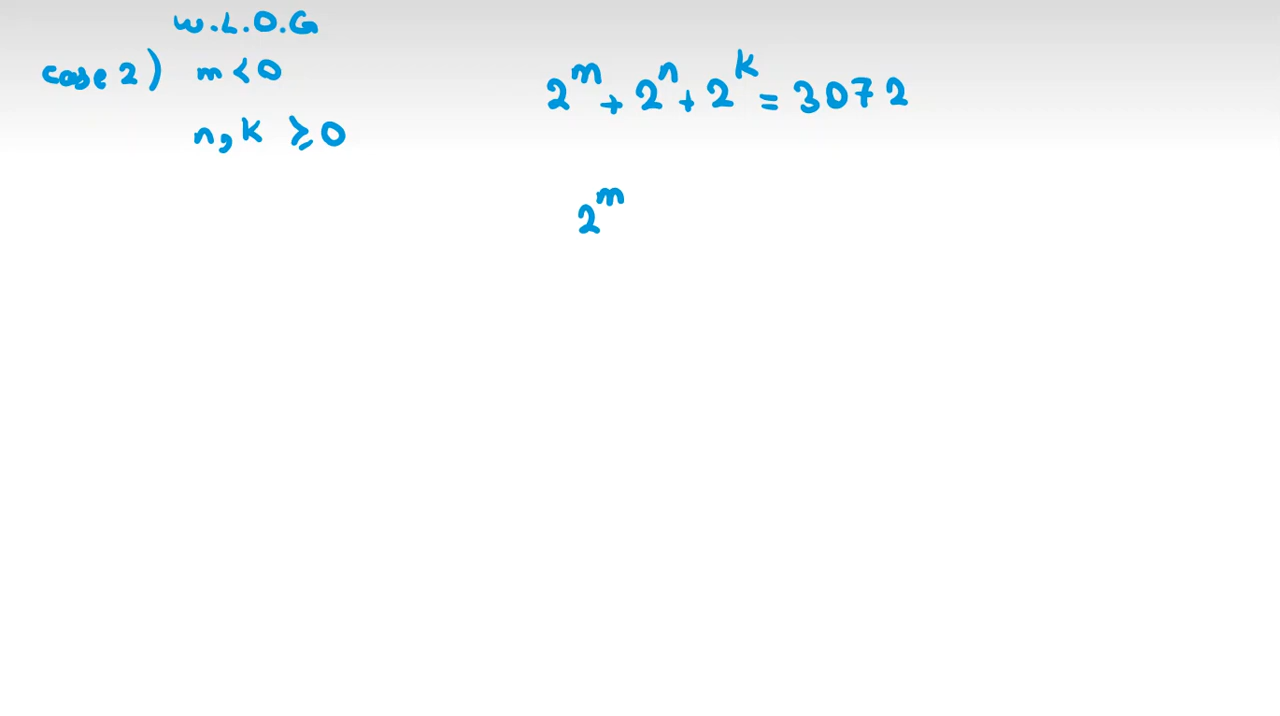 W.L.O.G
case 2) m < 0
2^m + 2^n + 2^k = 3072
n, k ≥ 0
2^m